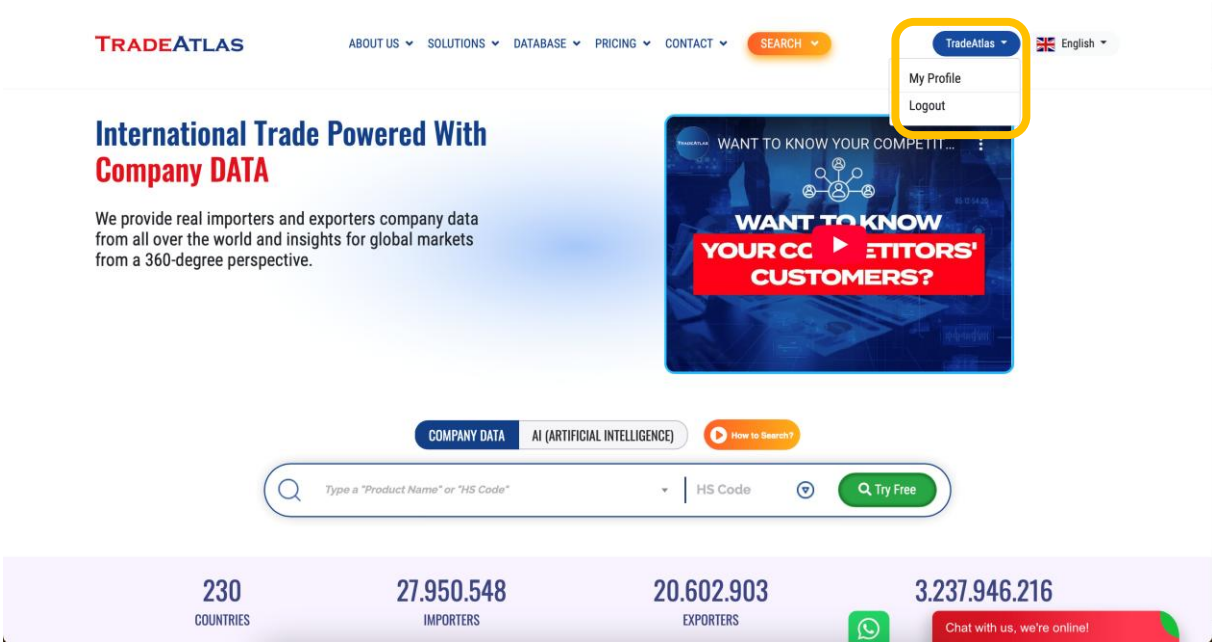 TRADEATLAS
ABOUT US
SOLUTIONS
DATABASE
PRICING
CONTACT
SEARCH
TradeAtlas
English
My Profile
Logout
International Trade Powered With
Company DATA
We provide real importers and exporters company data
from all over the world and insights for global markets
from a 360-degree perspective.
TRADEATLAS
WANT TO KNOW YOUR COMPETIT...
WANT TO KNOW
CUSTOMERS?
COMPANY DATA
AI (ARTIFICIAL INTELLIGENCE)
How to Search?
Type a "Product Name" or "HS Code"
HS Code
Try Free
230
27.950.548
20.602.903
3.237.946.216
COUNTRIES
IMPORTERS
EXPORTERS
Chat with us, we're online!